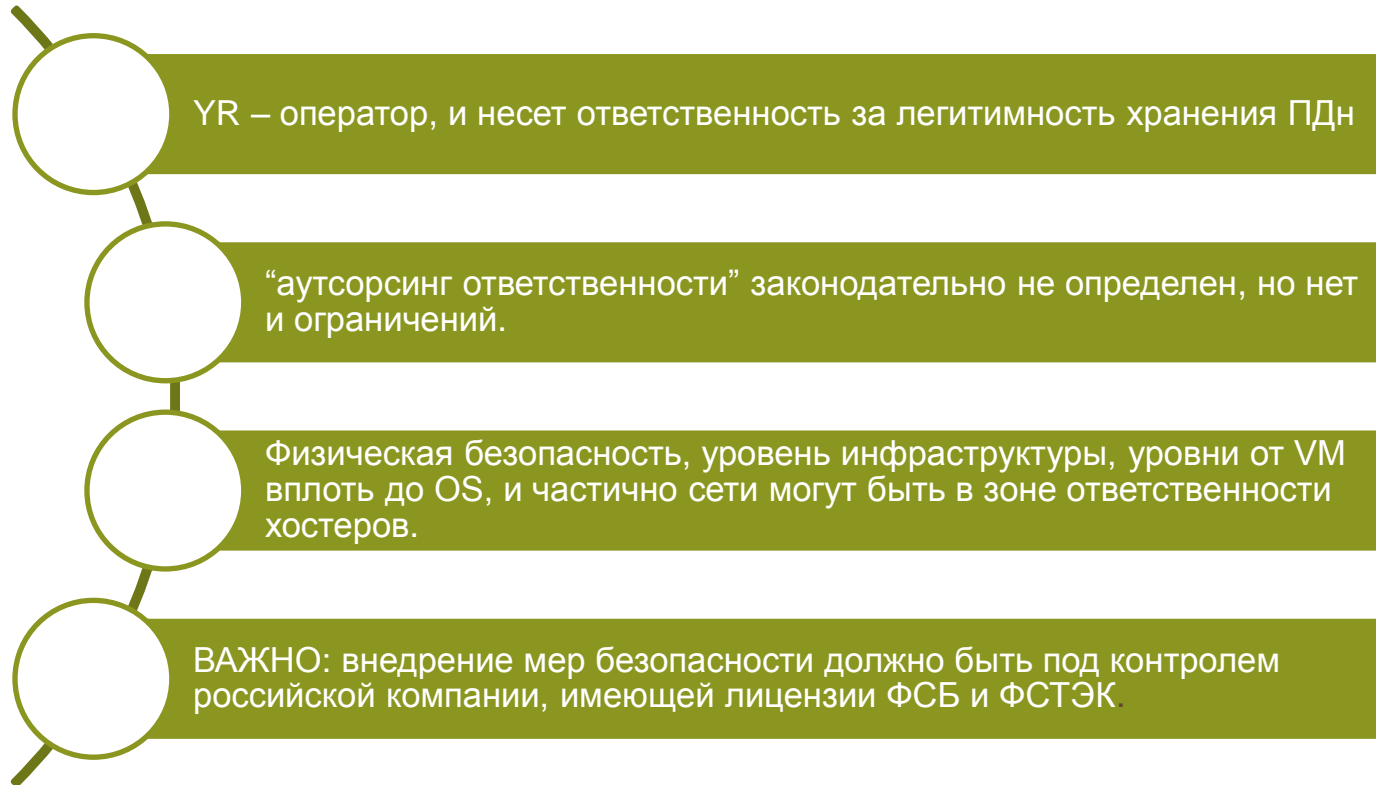 YR – оператор, и несет ответственность за легитимность хранения ПДн
“аутсорсинг ответственности” законодательно не определен, но нет
и ограничений.
Физическая безопасность, уровень инфраструктуры, уровни от VM
вплоть до OS, и частично сети могут быть в зоне ответственности
хостеров.
ВАЖНО: внедрение мер безопасности должно быть под контролем
российской компании, имеющей лицензии ФСБ и ФСТЭК.